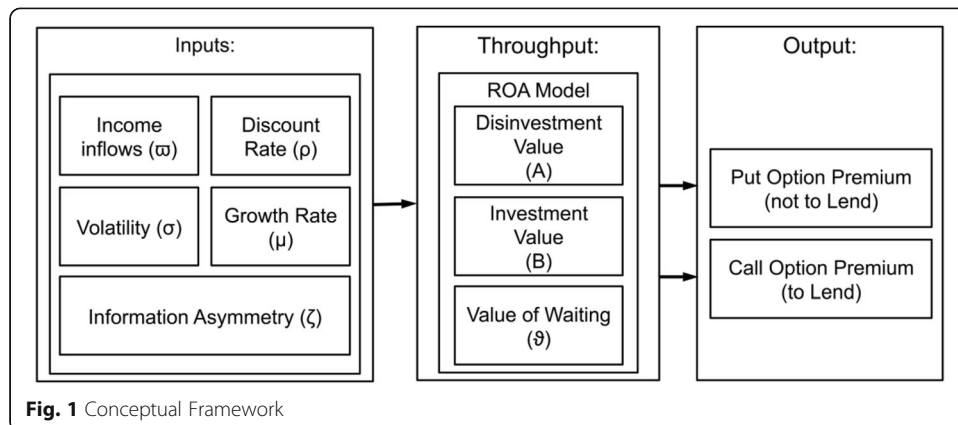 Inputs:
Income
inflows (ϖ)
Discount
Rate (ρ)
Volatility (σ)
Growth Rate
(μ)
Information Asymmetry (ζ)
Throughput:
ROA Model
Disinvestment
Value
(A)
Investment
Value
(B)
Value of Waiting
(ϑ)
Output:
Put Option Premium
(not to Lend)
Call Option Premium
(to Lend)
Fig. 1 Conceptual Framework